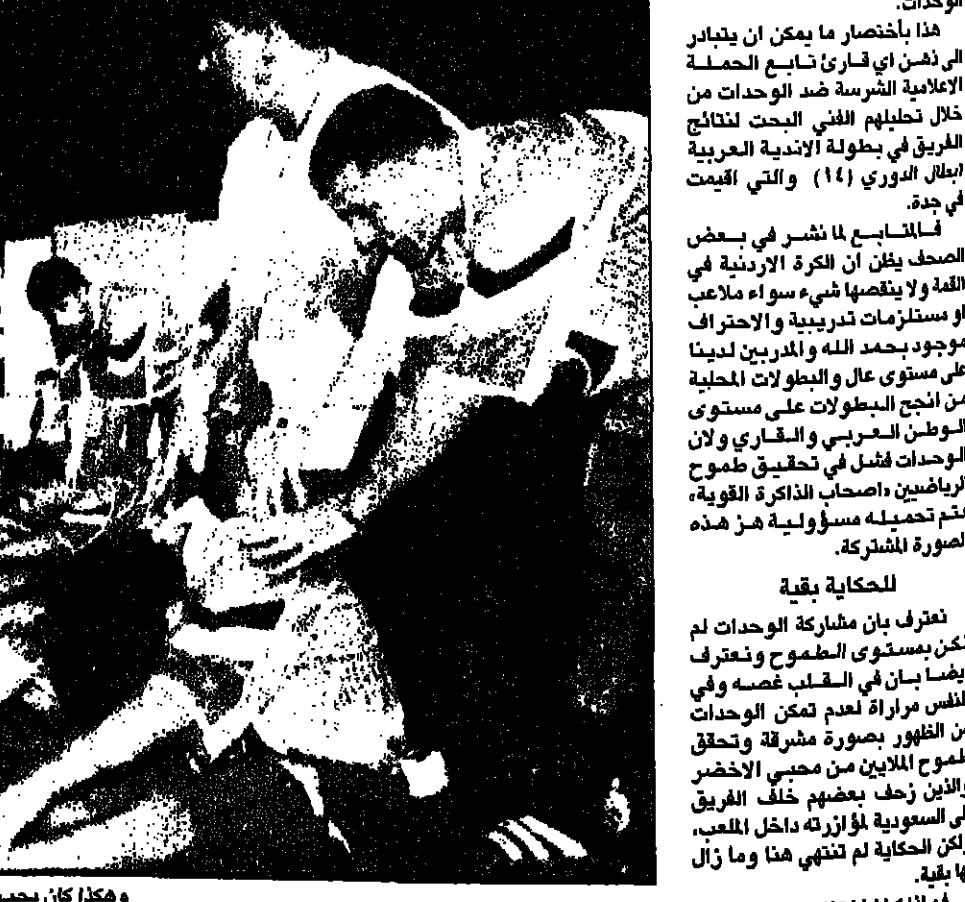 الوحدات.
هذا بأختصار ما يمكن ان يتبادر
الى ذهن اي قارئ تابع الحملة
الاعلامية الشرسة ضد الوحدات من
خلال تحليلهم الفني البحت لنتائج
الفريق في بطولة الاندية العربية
ابطال الدوري (١٤) والتي اقيمت
في جدة.
فالمتابع لما نشر في بعض
الصحف يظن ان الكرة الاردنية في
القمة ولا ينقصها شيء سواء ملاعب
او مستلزمات تدريبية والاحتراف
موجود بحمد الله والمدربين لدينا
على مستوى عال والبطولات المحلية
من انجح البطولات على مستوى
الوطن العربي والقاري ولان
الوحدات فشل في تحقيق طموح
الرياضيين «اصحاب الذاكرة القوية»
فتم تحميله مسؤولية هز هذه
الصورة المشتركة.
للحكاية بقية
نعترف بان مشاركة الوحدات لم
تكن بمستوى الطموح ونعترف
ايضا بان في القلب غصه وفي
النفس مراراة لعدم تمكن الوحدات
من الظهور بصورة مشرقة وتحقق
طموح الملايين من محبي الاخضر
والذين زحف بعضهم خلف الفريق
الى السعودية لمؤازرته داخل الملعب،
ولكن الحكاية لم تنتهي هنا وما زال
لها بقية.
وهكذا كان يجب